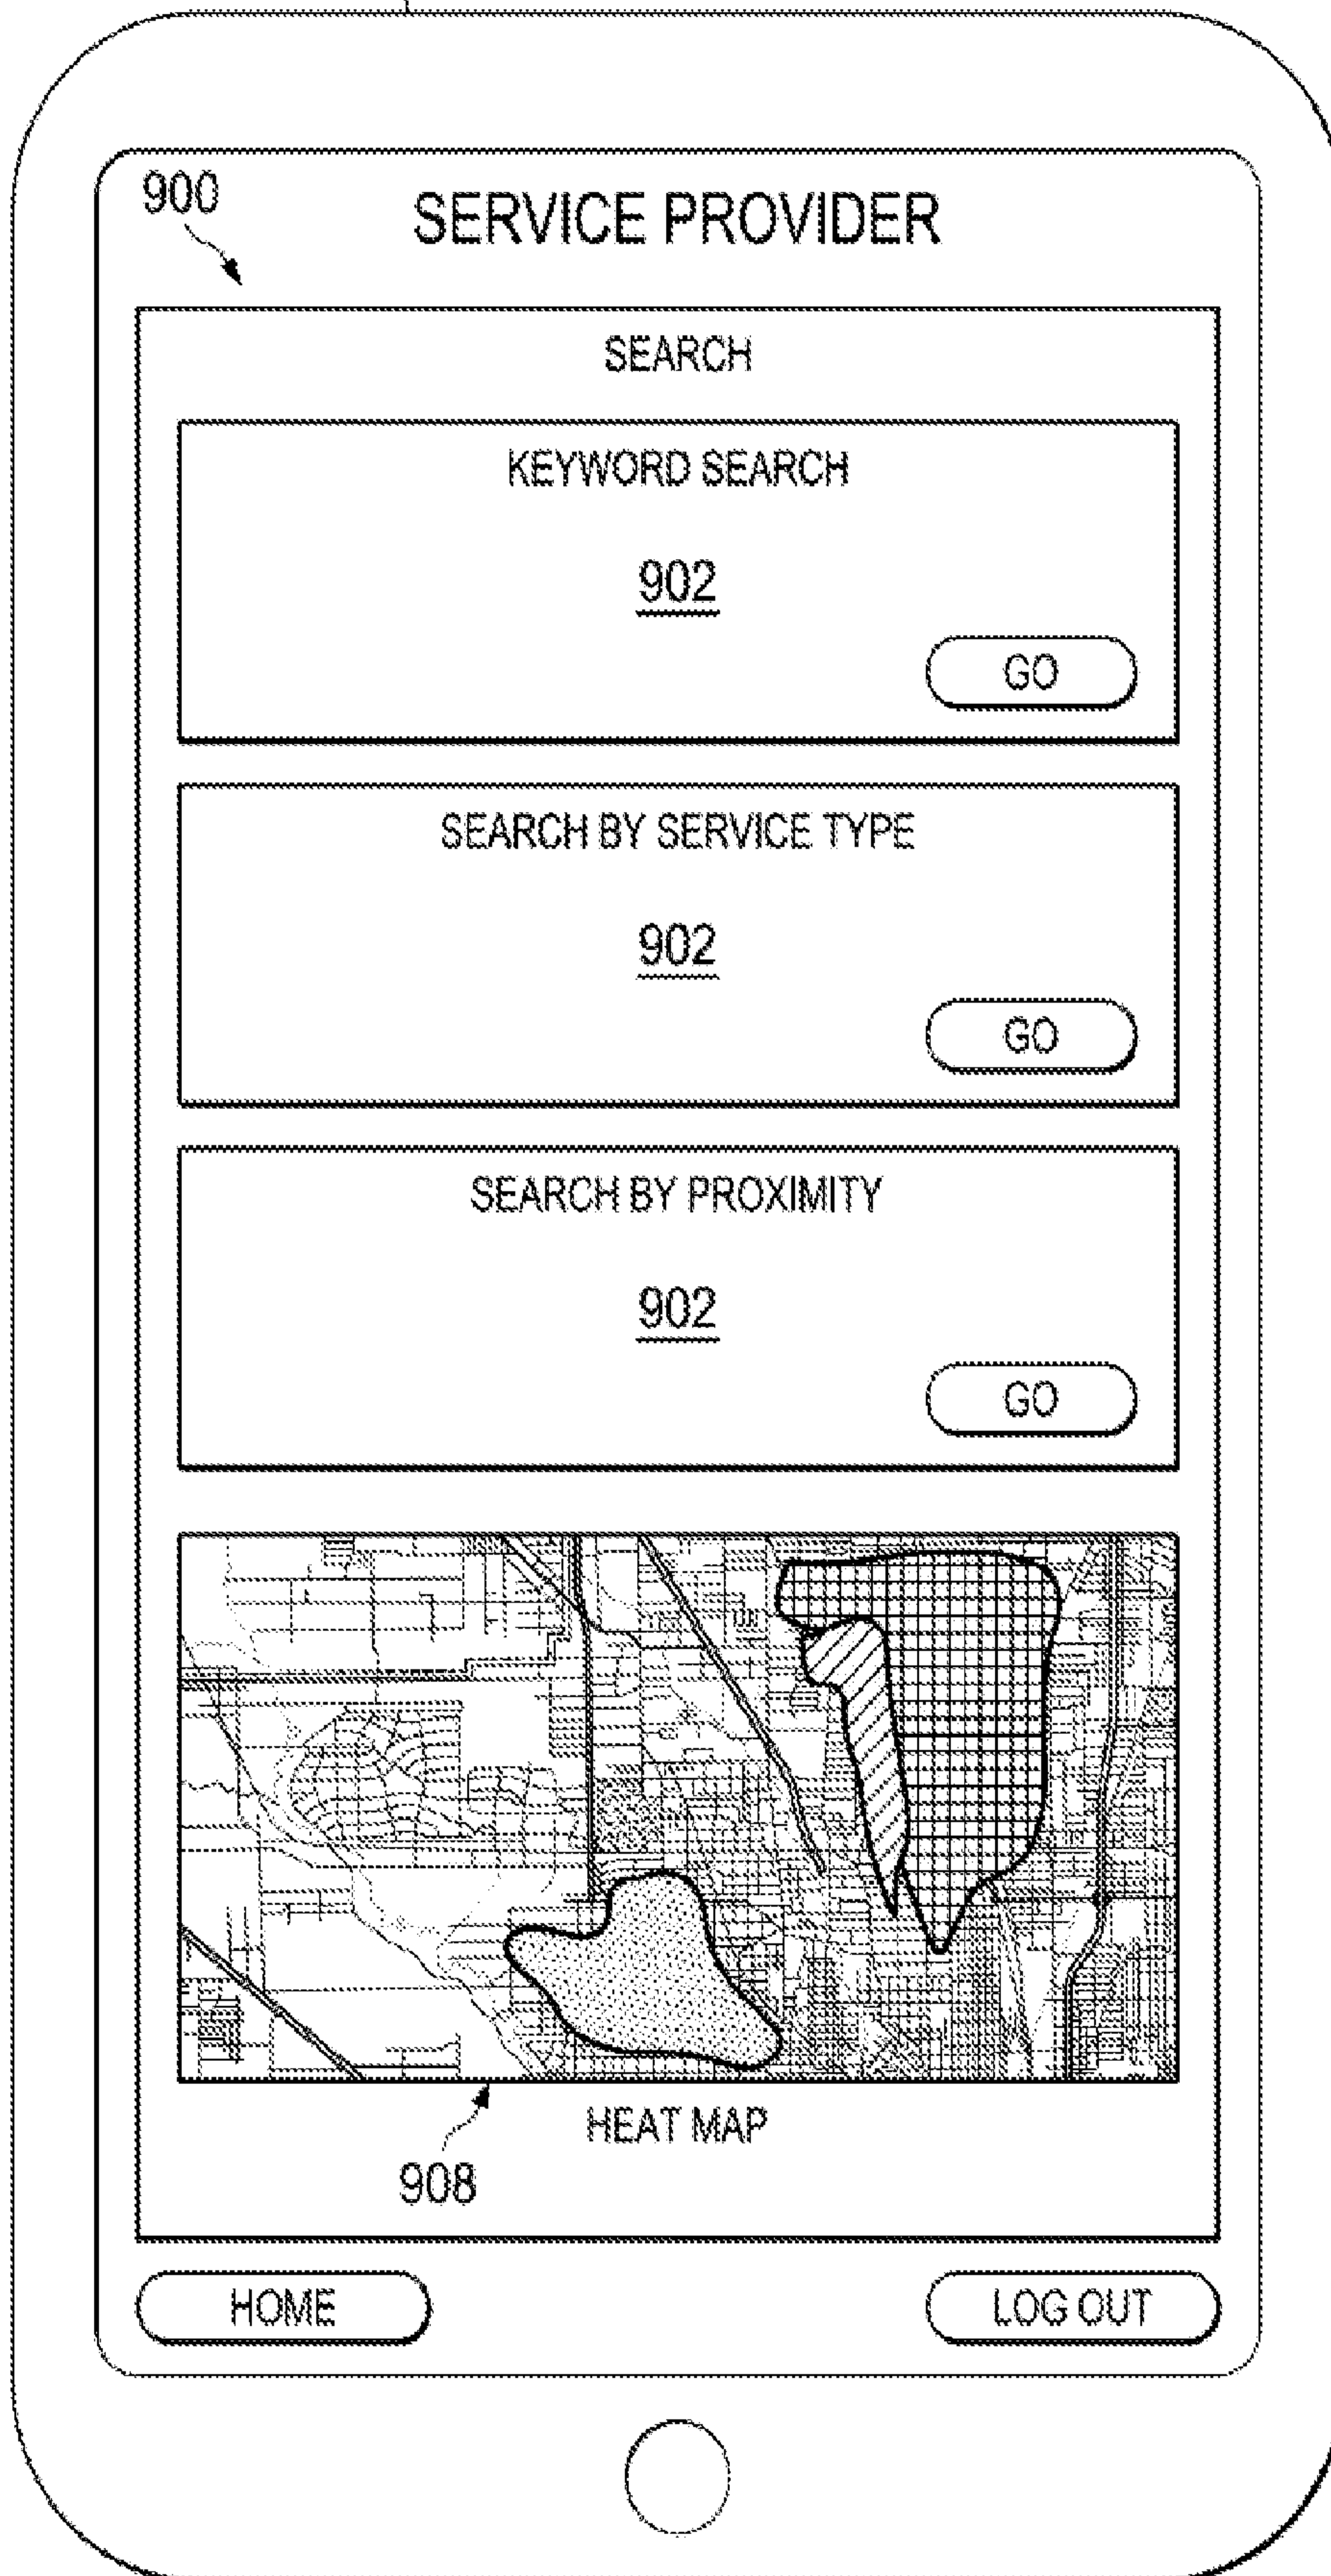 900
SERVICE PROVIDER
SEARCH
KEYWORD SEARCH
902
GO
SEARCH BY SERVICE TYPE
902
GO
SEARCH BY PROXIMITY
902
GO
HEAT MAP
908
HOME
LOG OUT